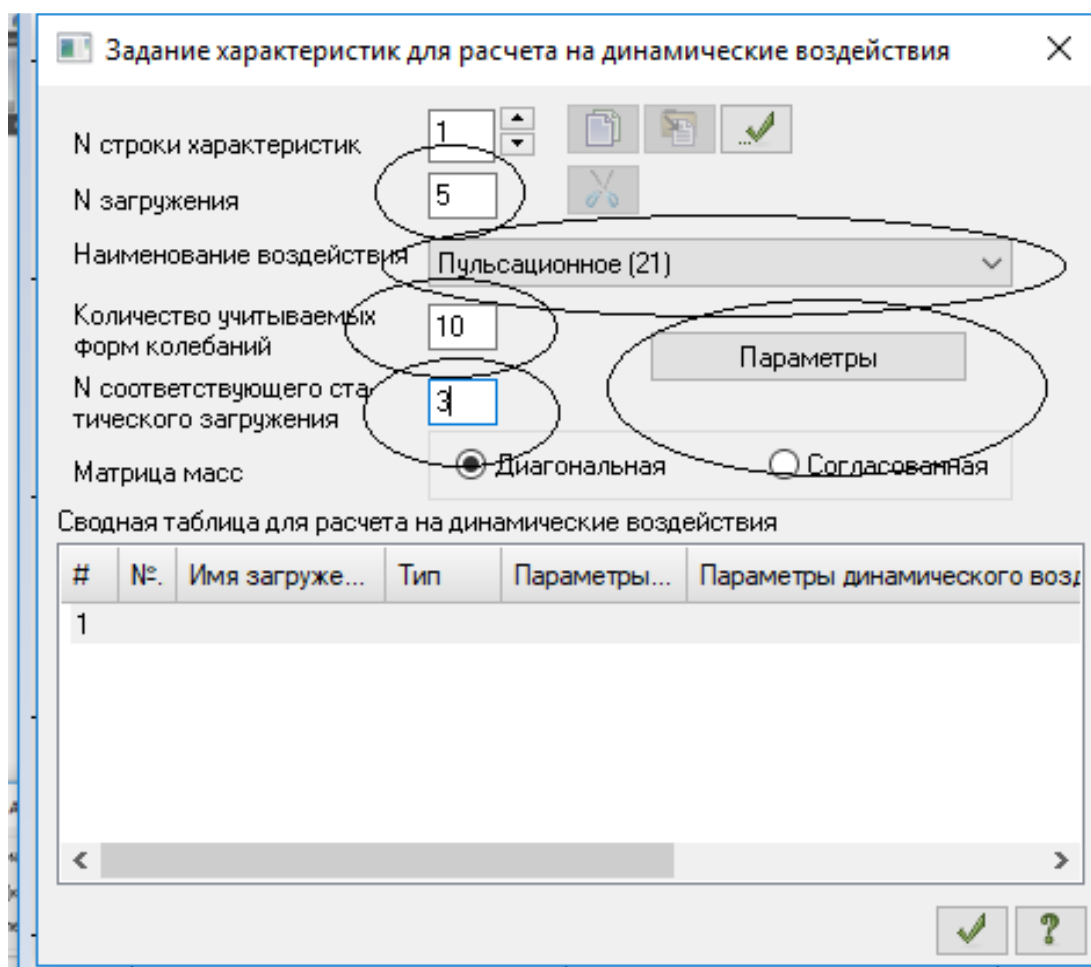 Задание характеристик для расчета на динамические воздействия
N строки характеристик 1
N загружения 5
Наименование воздействия Пульсационное (21)
Количество учитываемых
форм колебаний 10
Параметры
N соответствующего ста-
тического загружения 3
Матрица масс Диагональная Согласованная
Сводная таблица для расчета на динамические воздействия
# №. Имя загруже... Тип Параметры... Параметры динамического возд
1